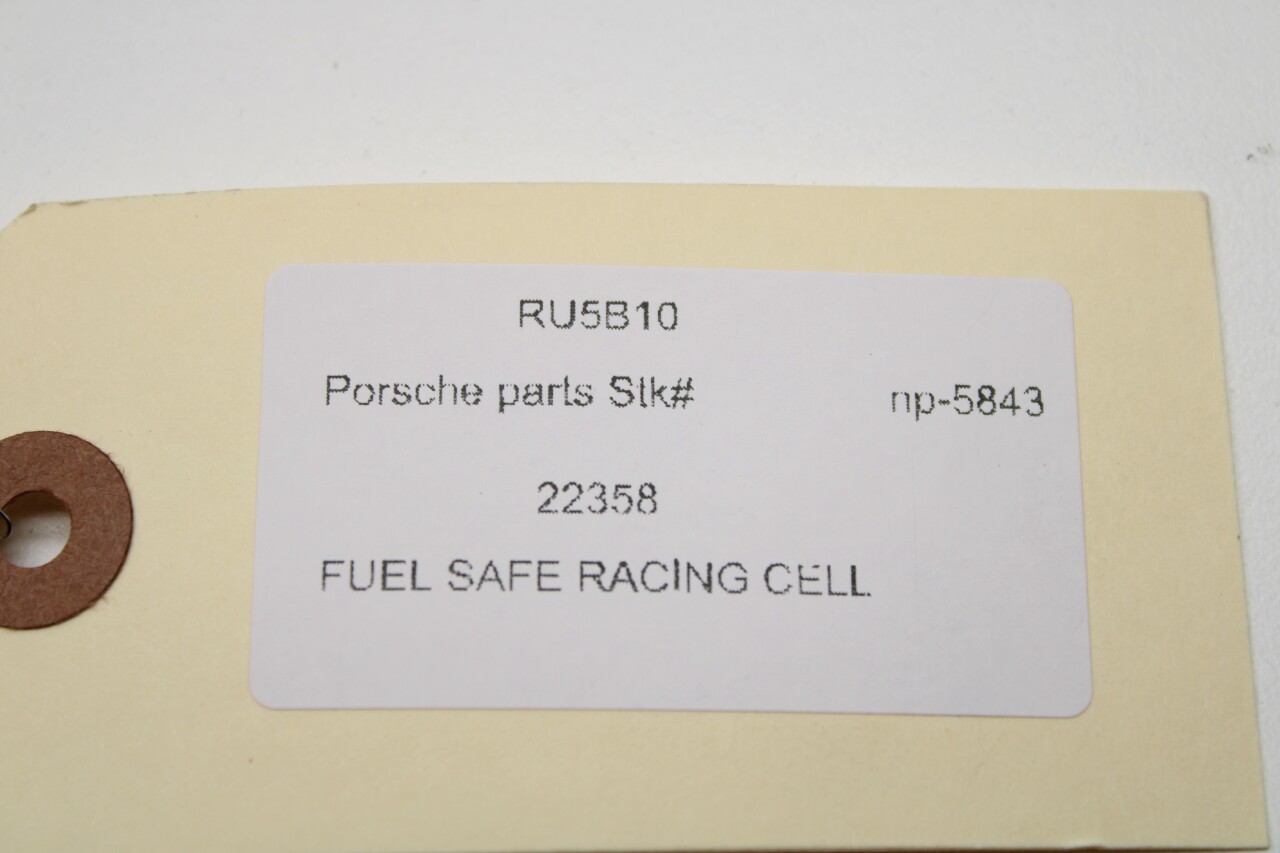 RU5B10
Porsche parts Stk# np-5843
22358
FUEL SAFE RACING CELL